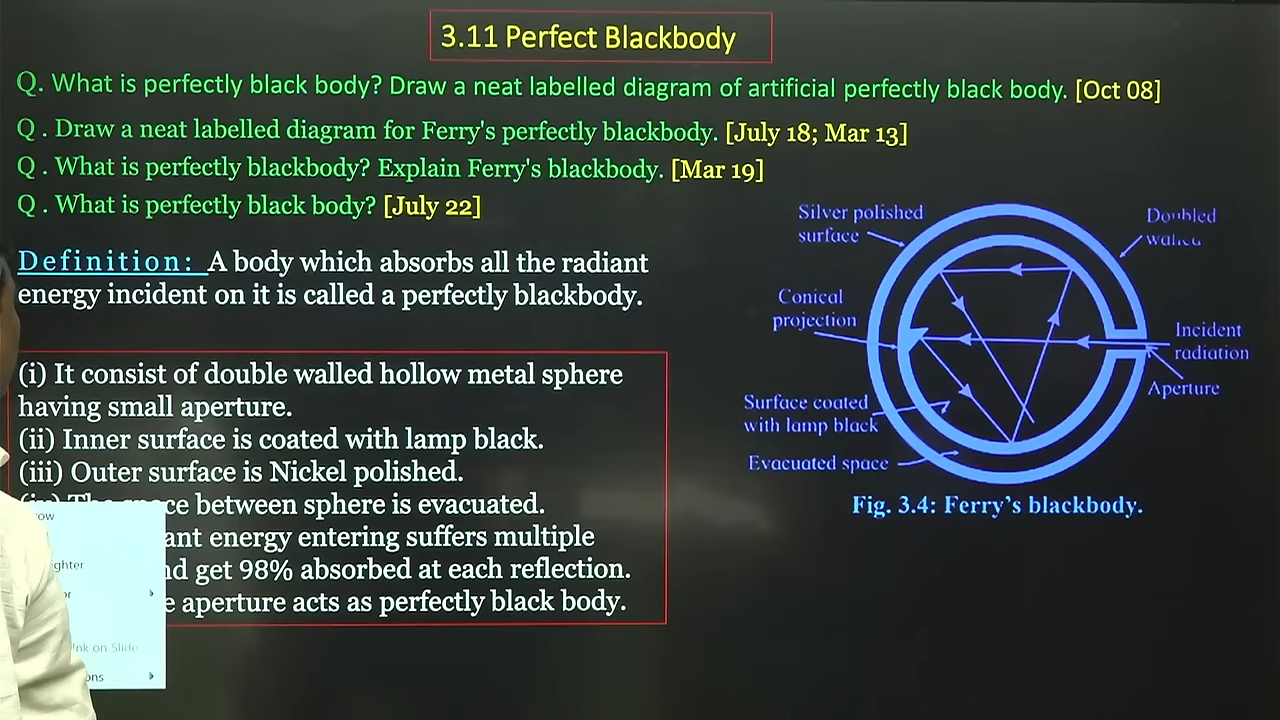 3.11 Perfect Blackbody
Q. What is perfectly black body? Draw a neat labelled diagram of artificial perfectly black body. [Oct 08]
Q . Draw a neat labelled diagram for Ferry's perfectly blackbody. [July 18; Mar 13]
Q . What is perfectly blackbody? Explain Ferry's blackbody. [Mar 19]
Q . What is perfectly black body? [July 22]
Definition: A body which absorbs all the radiant
energy incident on it is called a perfectly blackbody.
(i) It consist of double walled hollow metal sphere
having small aperture.
(ii) Inner surface is coated with lamp black.
(iii) Outer surface is Nickel polished.
between sphere is evacuated.
energy entering suffers multiple
get 98% absorbed at each reflection.
aperture acts as perfectly black body.
Ink on Slide
Silver polished
surface
Doubled
Conical
projection
Incident
radiation
Aperture
Surface coated
with lamp black
Evacuated space
Fig. 3.4: Ferry's blackbody.